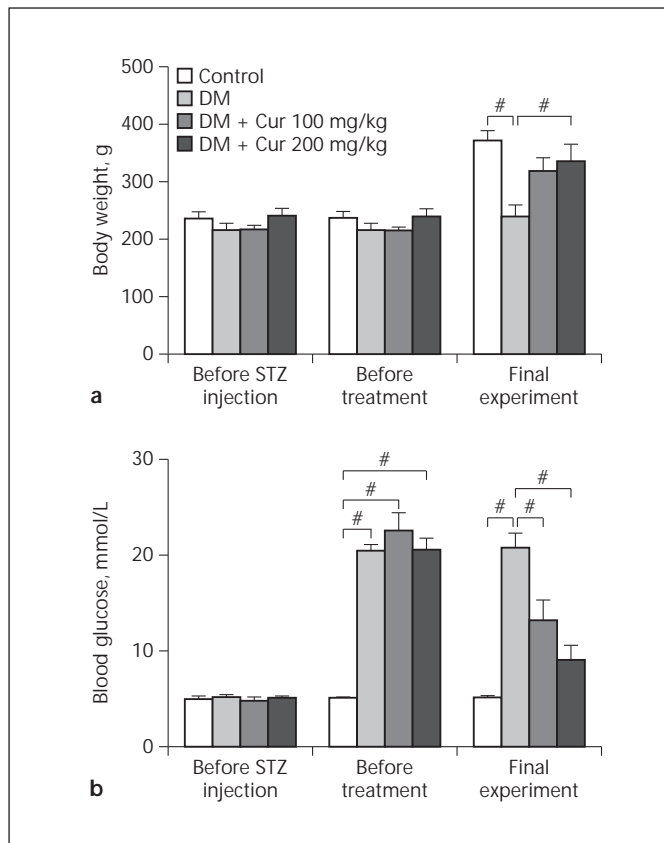 500
400
300
200
100
0
Body weight, g
Control
DM
DM + Cur 100 mg/kg
DM + Cur 200 mg/kg
# #
Before STZ injection
Before treatment
Final experiment
a
30
20
10
0
Blood glucose, mmol/L
#
#
#
#
# #
Before STZ injection
Before treatment
Final experiment
b